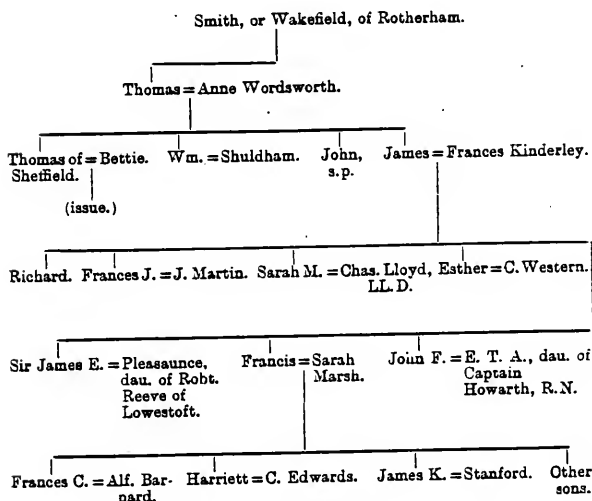 Smith, or Wakefield, of Rotherham.
Thomas = Anne Wordsworth.
Thomas of = Bettie. Wm. = Shuldham. John, James = Frances Kinderley.
Sheffield. s.p.
(issue.)
Richard. Frances J. = J. Martin. Sarah M. = Chas. Lloyd, Esther = C. Western.
LL. D.
Sir James E. = Pleasaunce, Francis = Sarah John F. = E. T. A., dau. of
dau. of Robt. Marsh. Captain
Reeve of Howarth, R.N.
Lowestoft.
Frances C. = Alf. Bar- Harriett = C. Edwards. James K. = Stanford. Other
nard. sons.